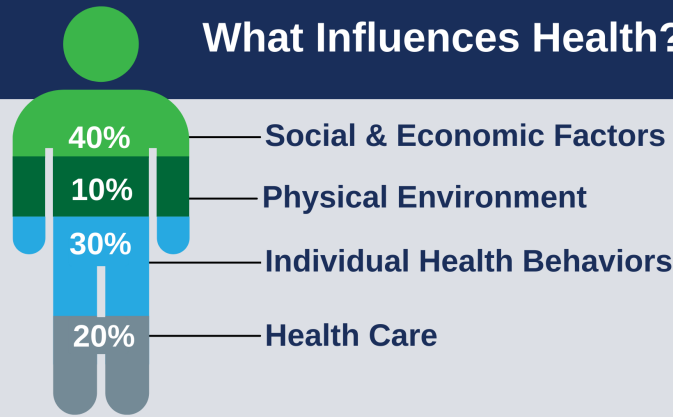 What Influences Health?
40% Social & Economic Factors
10% Physical Environment
30% Individual Health Behaviors
20% Health Care